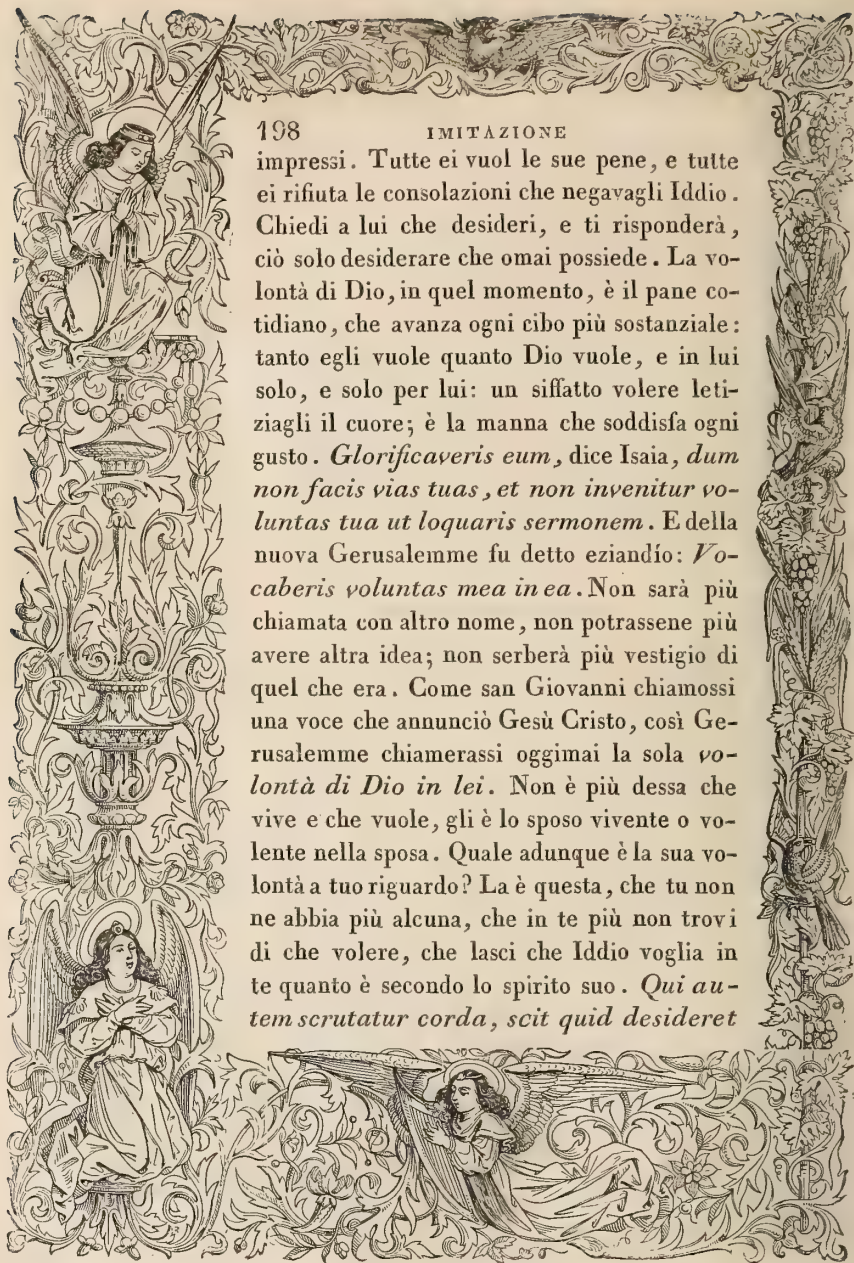 198 IMITAZIONE
impressi. Tutte ei vuol le sue pene, e tutte
ei rifiuta le consolazioni che negavagli Iddio.
Chiedi a lui che desideri, e ti risponderà,
ciò solo desiderare che omai possiede. La vo-
lontà di Dio, in quel momento, è il pane co-
tidiano, che avanza ogni cibo più sostanziale:
tanto egli vuole quanto Dio vuole, e in lui
solo, e solo per lui: un siffatto volere leti-
ziagli il cuore; è la manna che soddisfa ogni
gusto. Glorificaveris eum, dice Isaia, dum
non facis vias tuas, et non invenitur vo-
luntas tua ut loquaris sermonem. E della
nuova Gerusalemme fu detto eziandío: Vo-
caberis voluntas mea in ea. Non sarà più
chiamata con altro nome, non potrassene più
avere altra idea; non serberà più vestigio di
quel che era. Come san Giovanni chiamossi
una voce che annunciò Gesù Cristo, così Ge-
rusalemme chiamerassi oggimai la sola vo-
lontà di Dio in lei. Non è più dessa che
vive e che vuole, gli è lo sposo vivente o vo-
lente nella sposa. Quale adunque è la sua vo-
lontà a tuo riguardo? La è questa, che tu non
ne abbia più alcuna, che in te più non trovi
di che volere, che lasci che Iddio voglia in
te quanto è secondo lo spirito suo. Qui au-
tem scrutatur corda, scit quid desideret